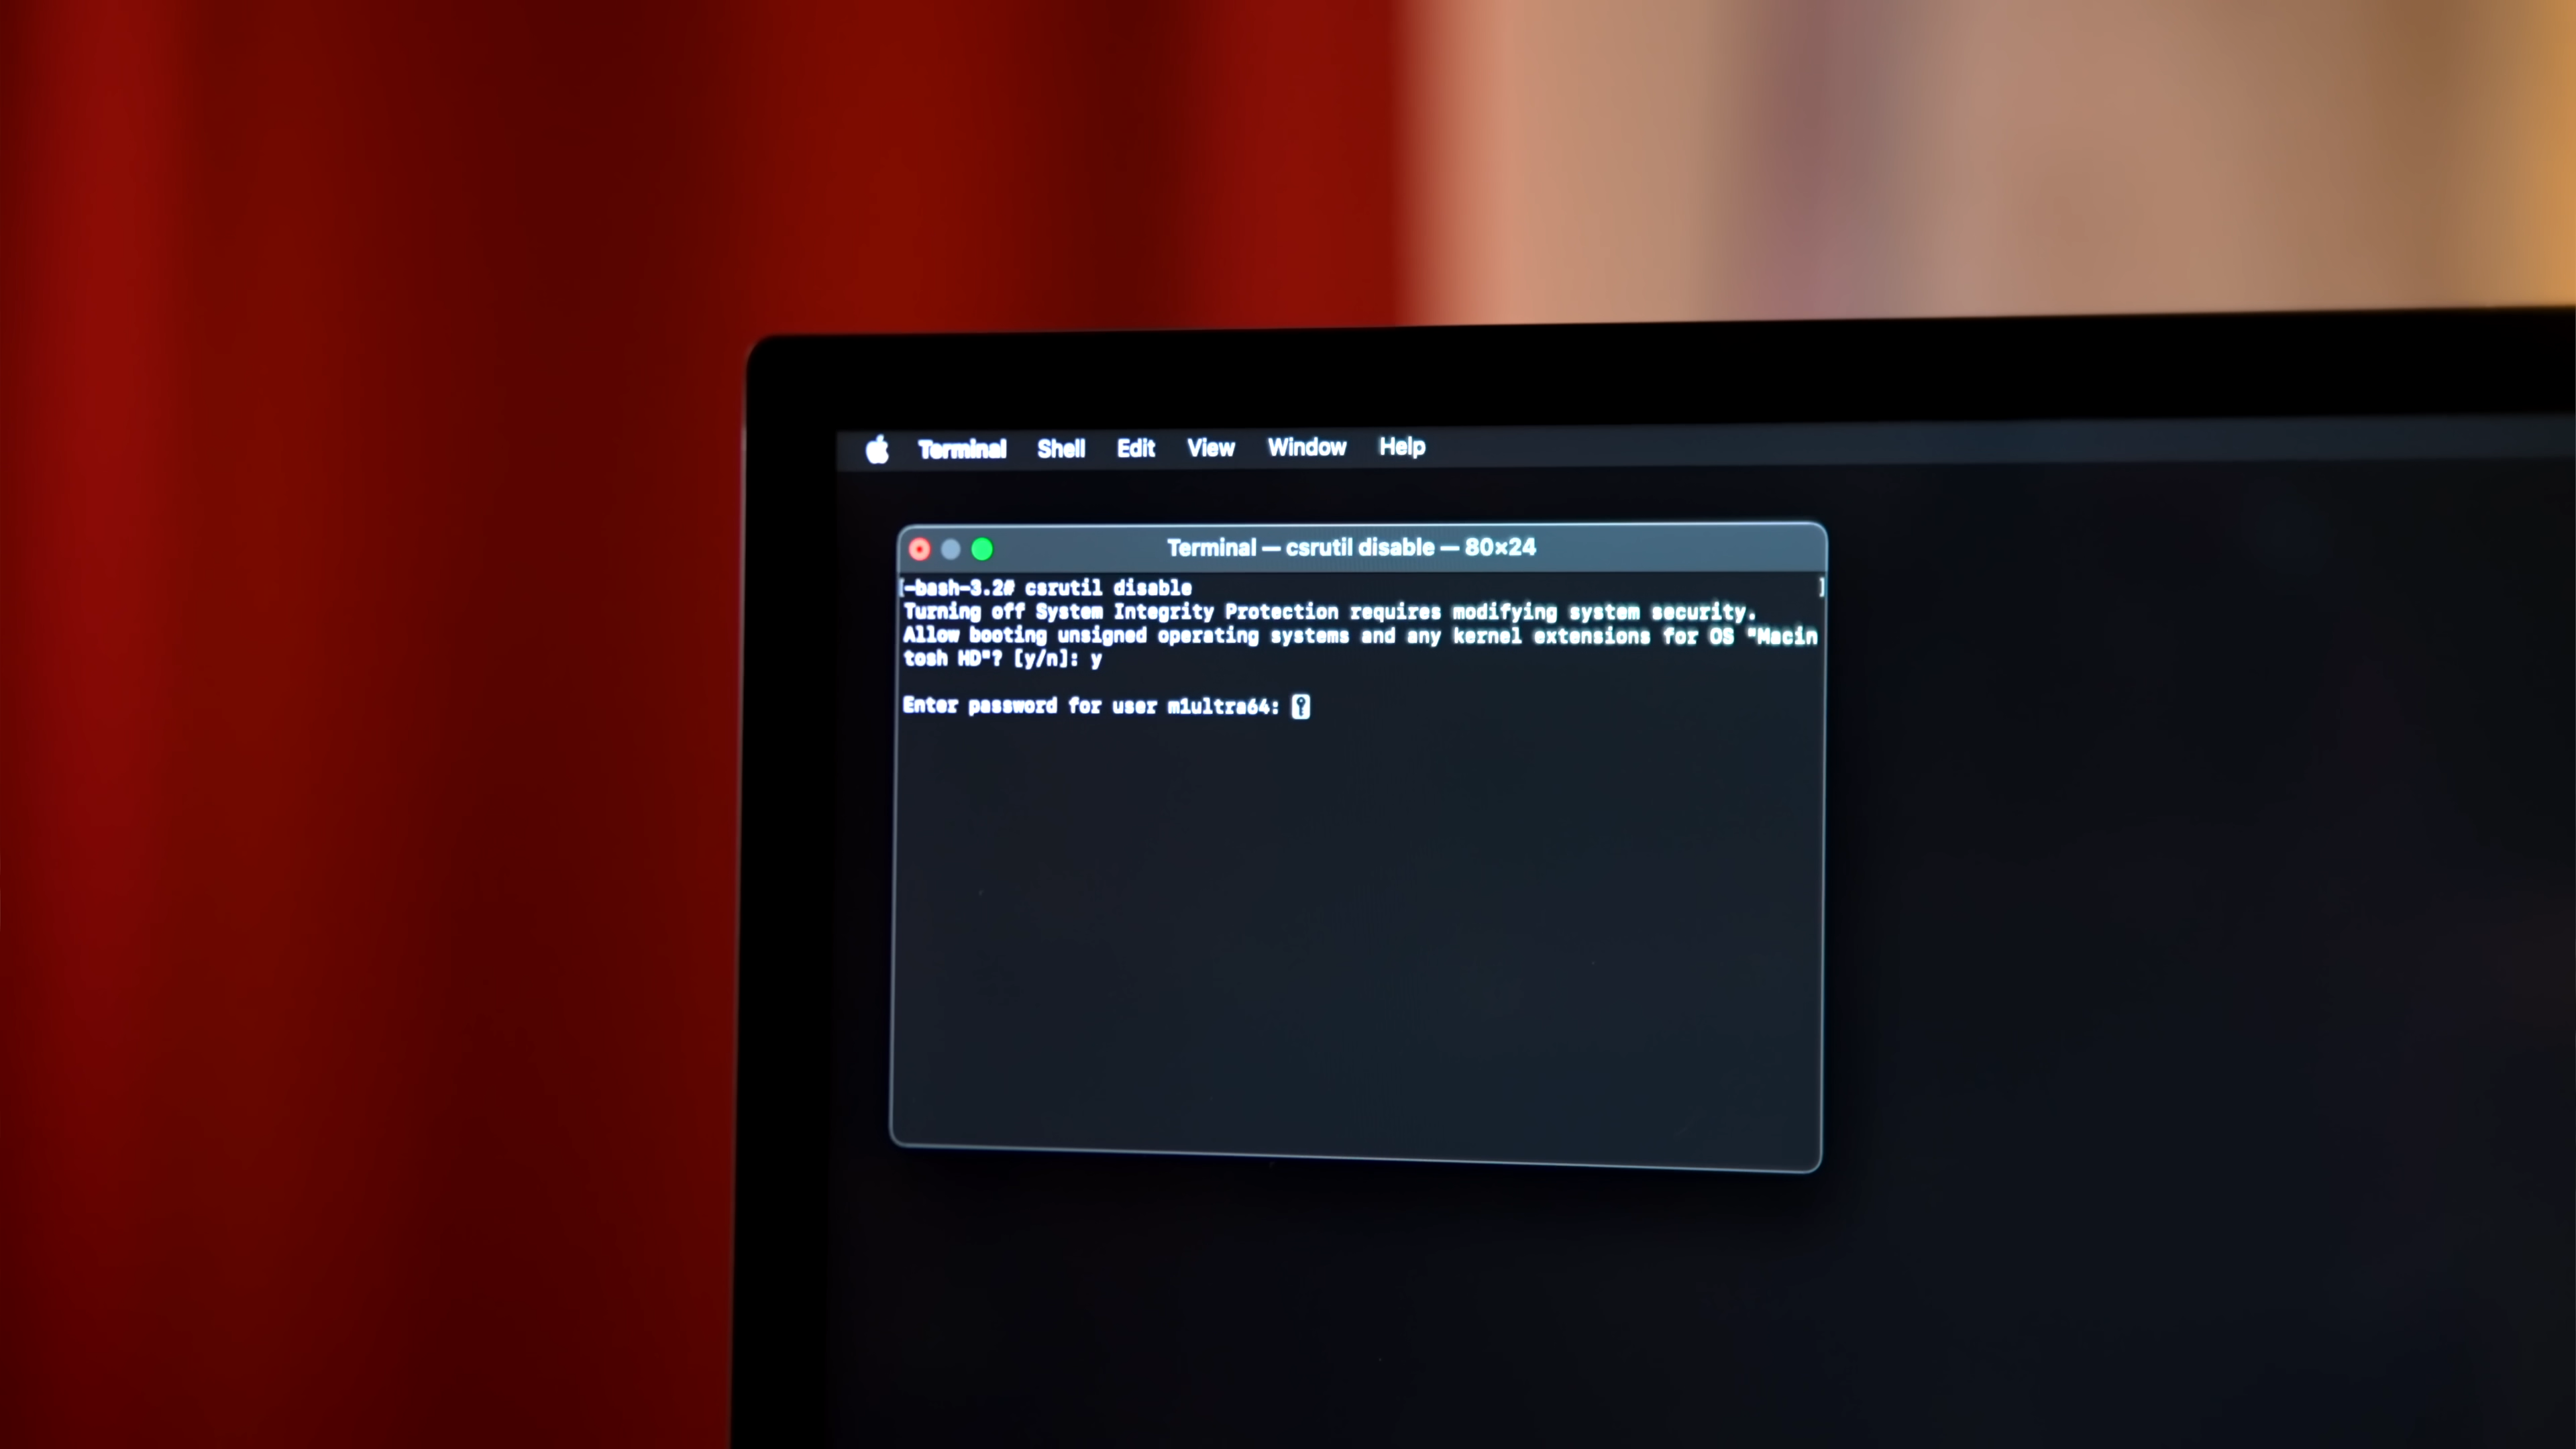 Terminal Shell Edit View Window Help
Terminal — csrutil disable — 80×24
[-bash-3.2# csrutil disable ]
Turning off System Integrity Protection requires modifying system security.
Allow booting unsigned operating systems and any kernel extensions for OS "Macin
tosh HD"? [y/n]: y
Enter password for user m1ultra64: